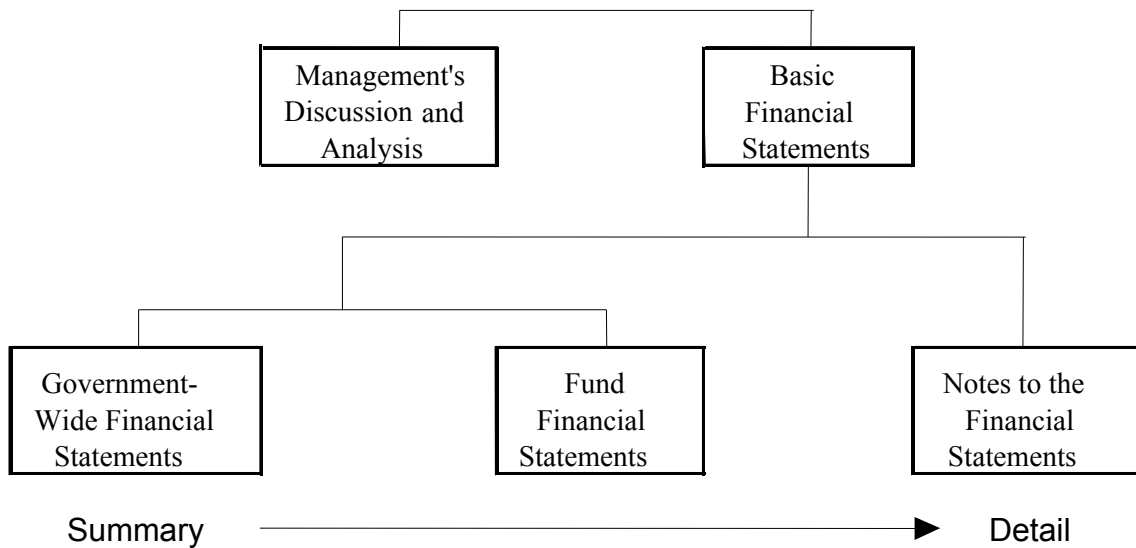 Management's
Discussion and
Analysis
Basic
Financial
Statements
Government-
Wide Financial
Statements
Fund
Financial
Statements
Notes to the
Financial
Statements
Summary
Detail